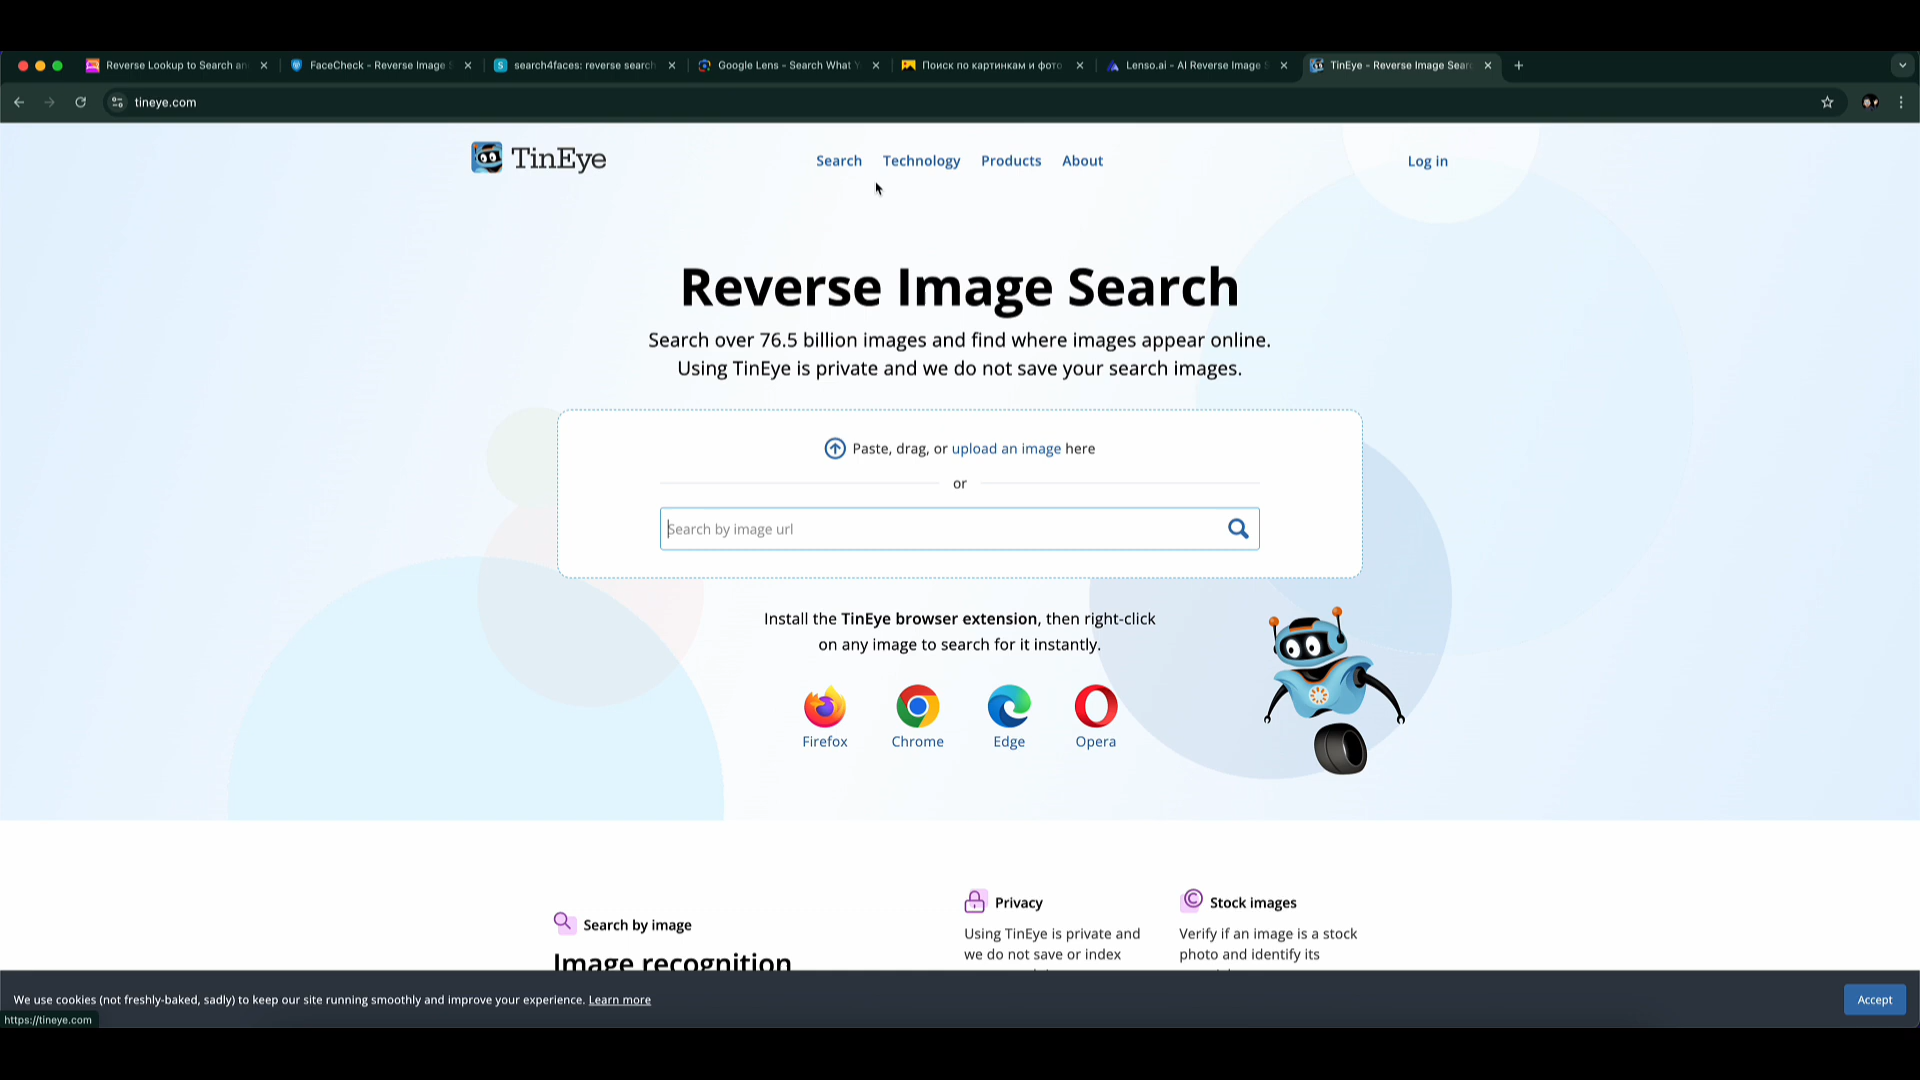 Reverse Lookup to Search an
FaceCheck - Reverse Image S
search4faces: reverse search
Google Lens - Search What Y
Поиск по картинкам и фото
Lenso.ai - AI Reverse Image S
TinEye - Reverse Image Sear
tineye.com
TinEye
Search
Technology
Products
About
Log in
Reverse Image Search
Search over 76.5 billion images and find where images appear online.
Using TinEye is private and we do not save your search images.
Paste, drag, or upload an image here
or
Search by image url
Install the TinEye browser extension, then right-click
on any image to search for it instantly.
Firefox
Chrome
Edge
Opera
Search by image
Image recognition
Privacy
Using TinEye is private and
we do not save or index
Stock images
Verify if an image is a stock
photo and identify its
We use cookies (not freshly-baked, sadly) to keep our site running smoothly and improve your experience. Learn more
Accept
https://tineye.com